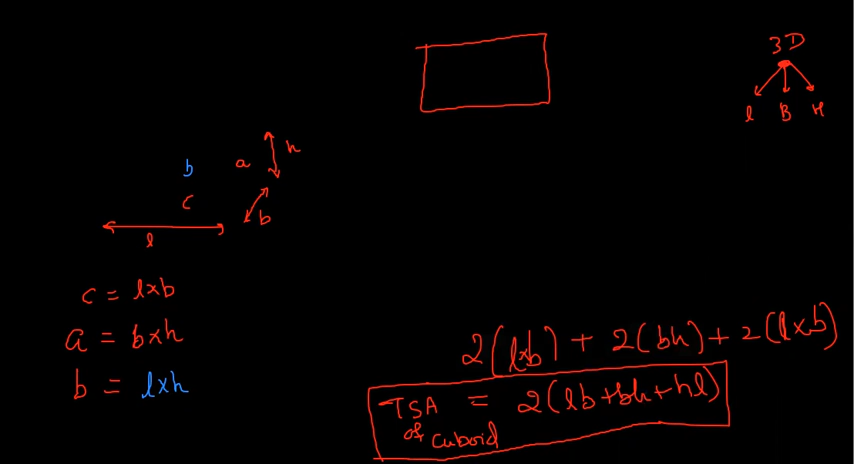 3D
l B H
h
b a
c
b
l
c = l×b
a = b×h
b = l×h
2(l×b) + 2(bh) + 2(l×b)
TSA = 2(lb+bh+hl)
of cuboid